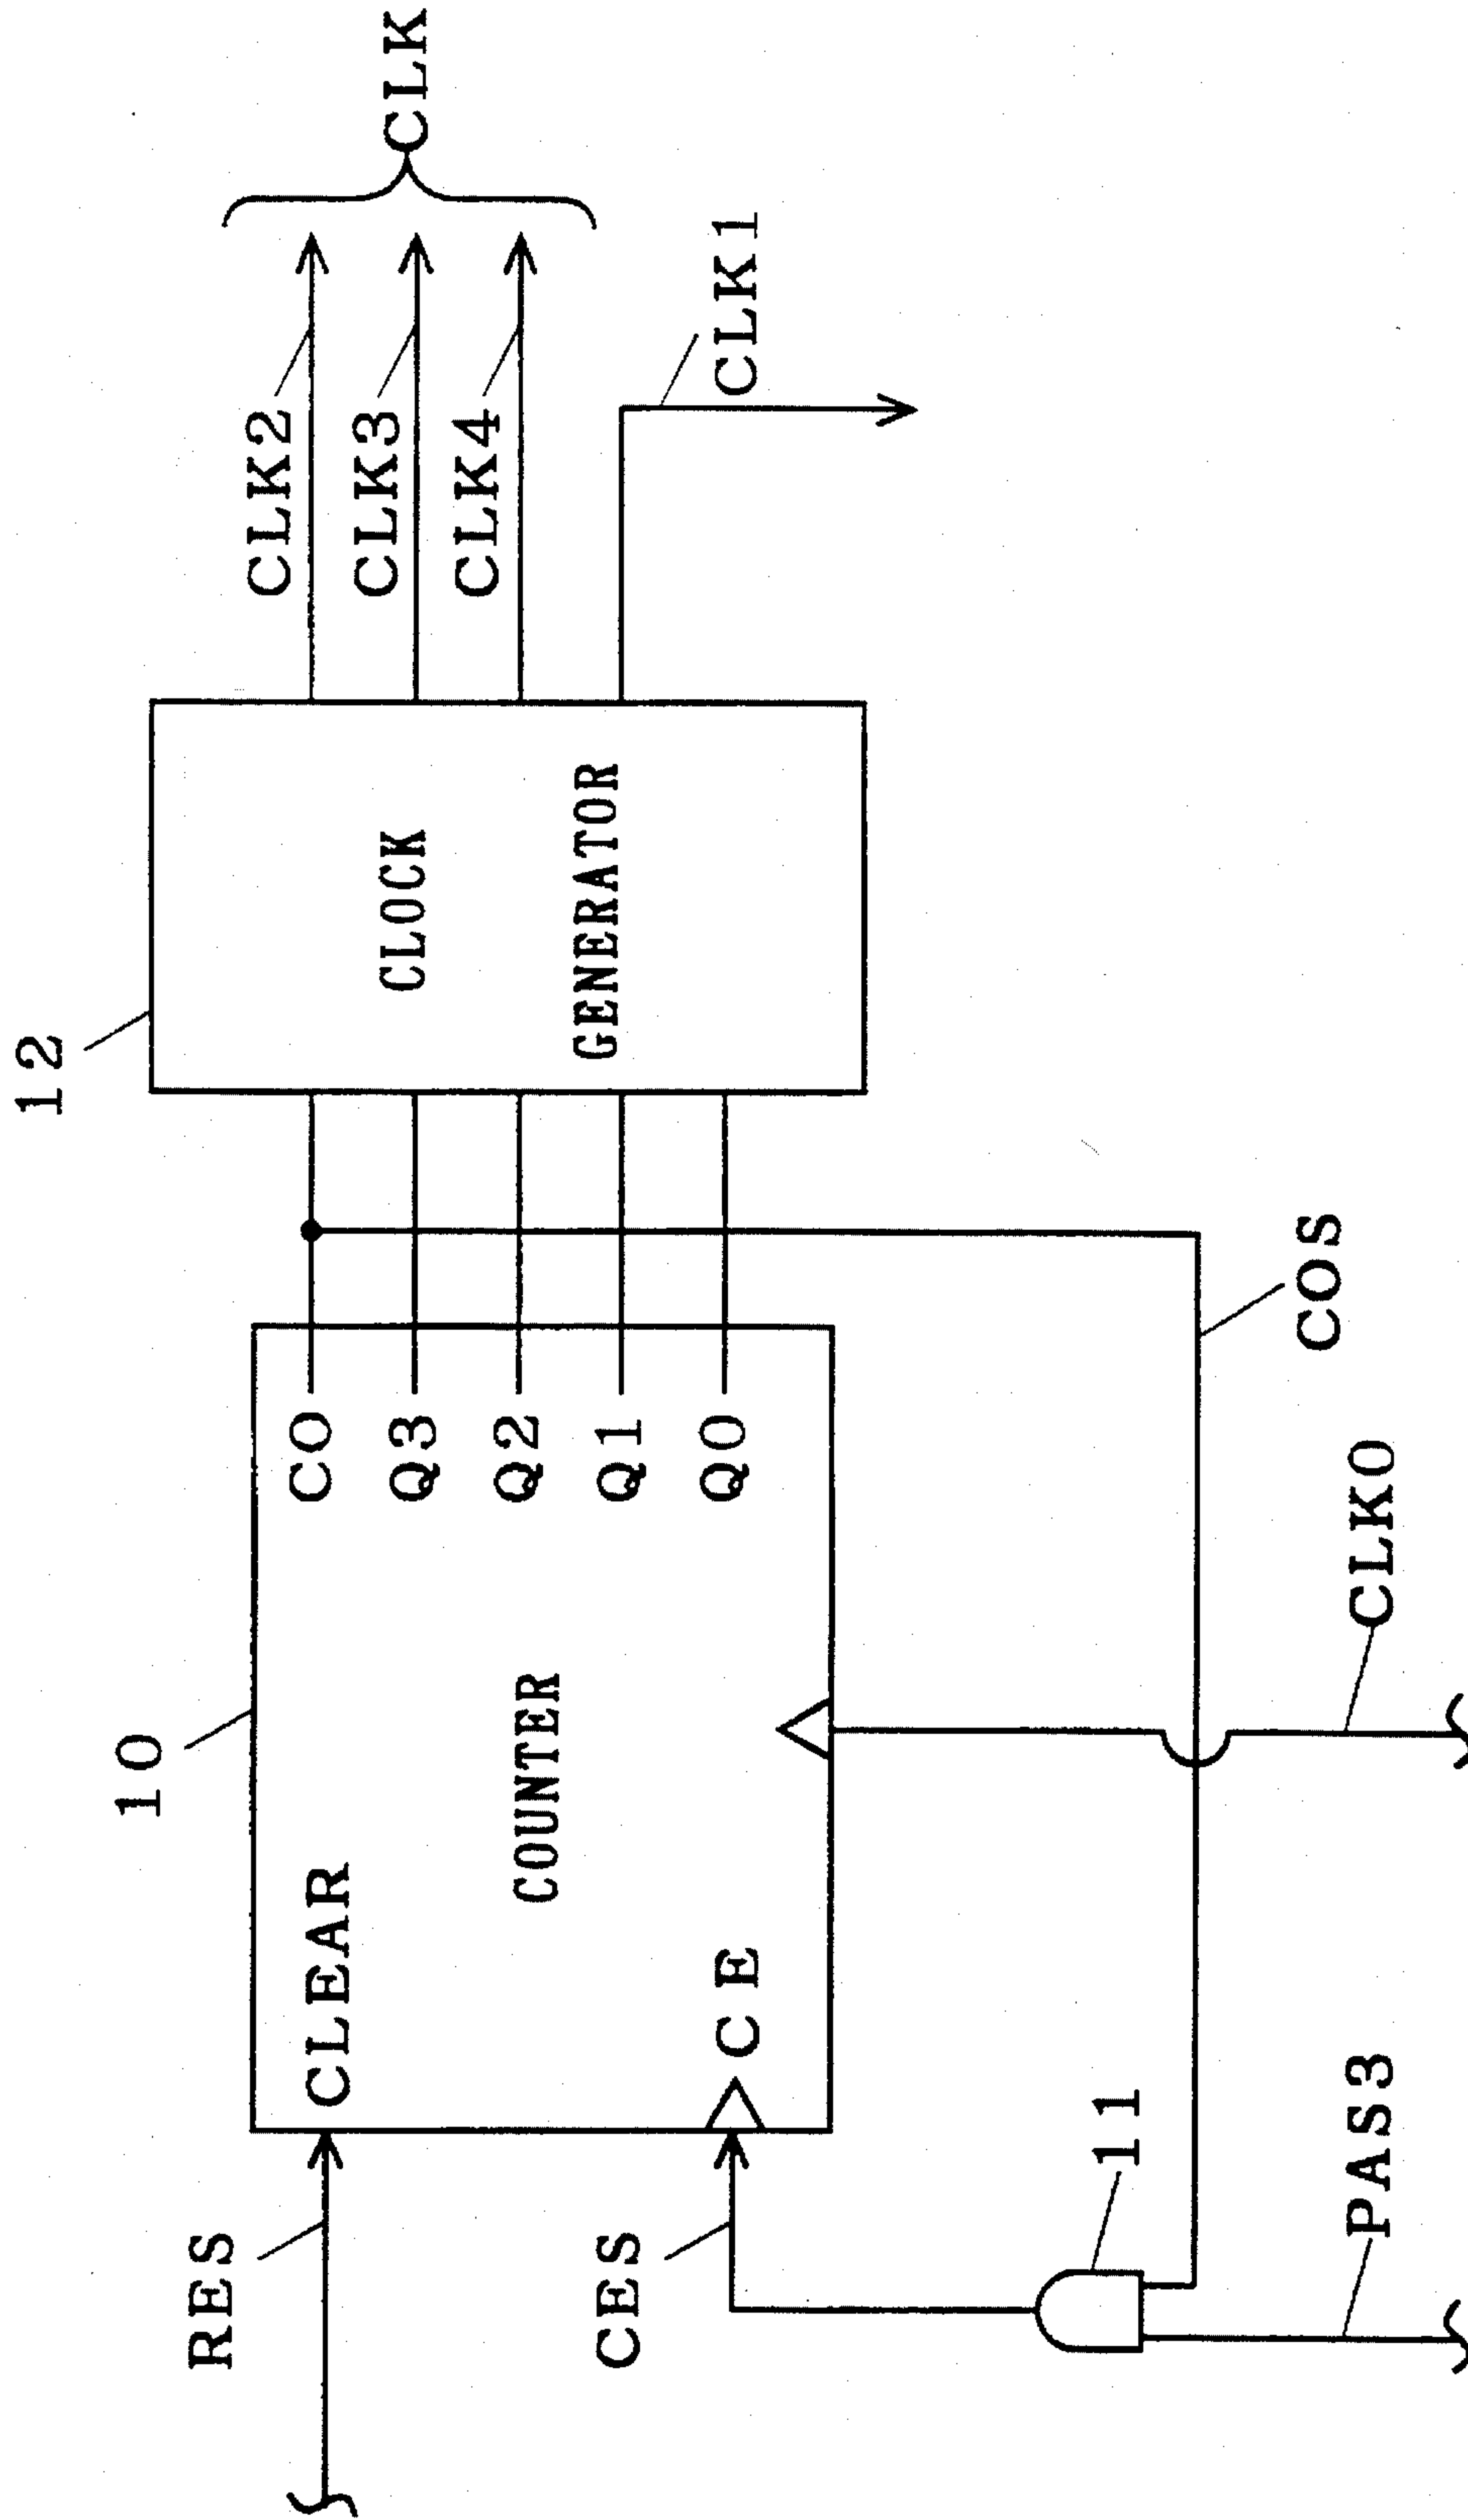 12
CLK2
CLK3
CLK4
CLK
CLK1
CLOCK
GENERATOR
10
CLEAR
COUNTER
CE
CO
Q3
Q2
Q1
Q0
RES
CES
11
COS
CLK0
PAS3